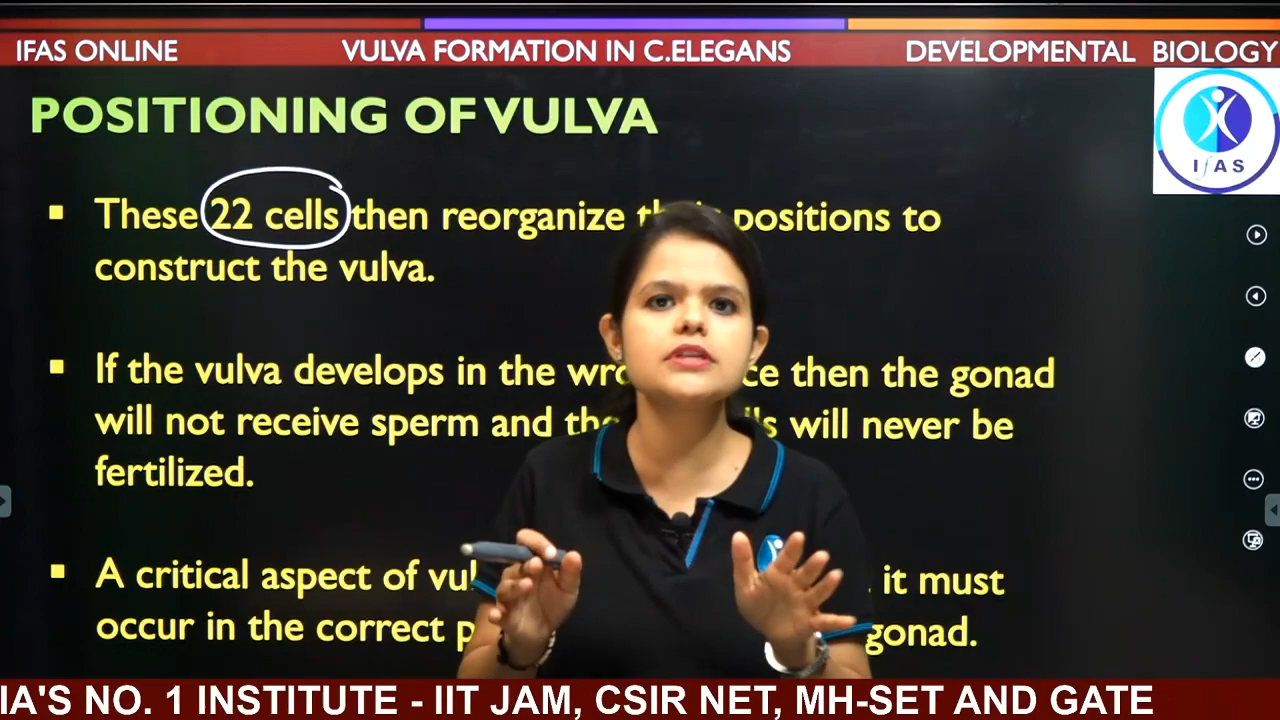 IFAS ONLINE VULVA FORMATION IN C.ELEGANS DEVELOPMENTAL BIOLOGY
POSITIONING OF VULVA
IfAS
These 22 cells then reorganize positions to
construct the vulva.
If the vulva develops in the then the gonad
will not receive sperm and will never be
fertilized.
A critical aspect of it must
occur in the correct gonad.
IA'S NO. 1 INSTITUTE - IIT JAM, CSIR NET, MH-SET AND GATE